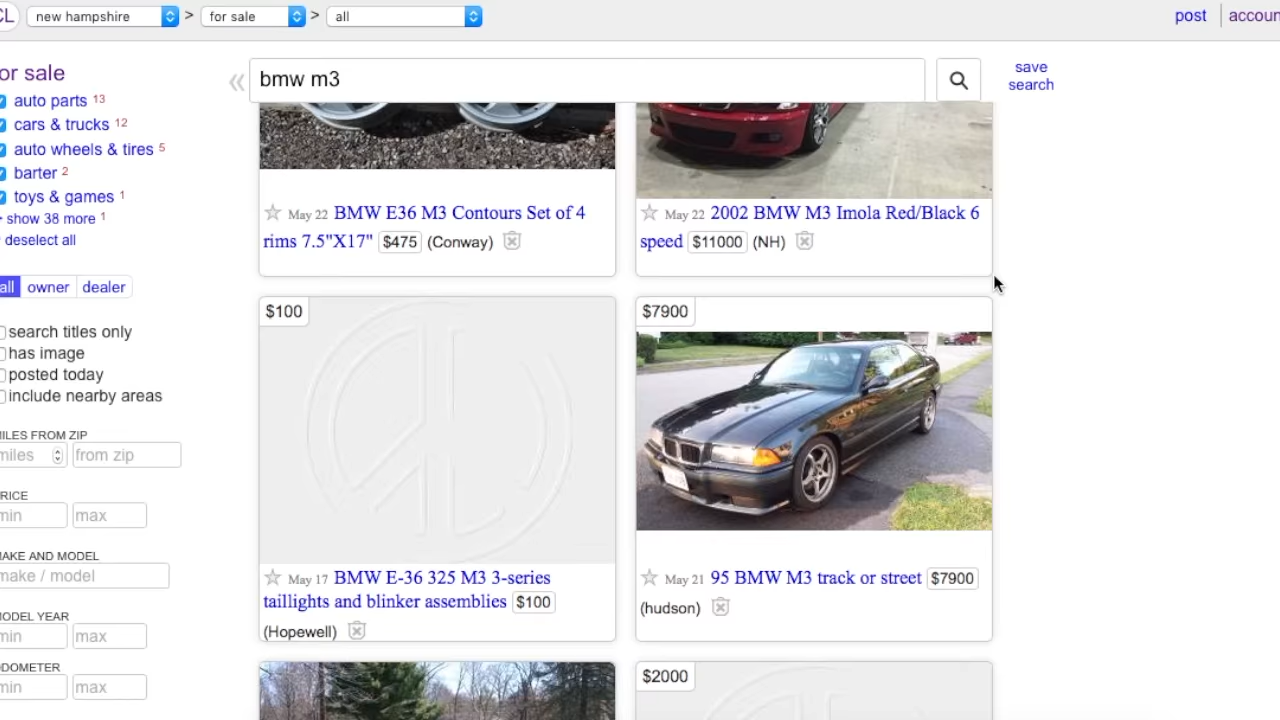 CL new hampshire > for sale > all post accoun
or sale
auto parts 13
cars & trucks 12
auto wheels & tires 5
barter 2
toys & games 1
show 38 more 1
deselect all
all owner dealer
search titles only
has image
posted today
include nearby areas
MILES FROM ZIP
miles from zip
RICE
min max
MAKE AND MODEL
make / model
MODEL YEAR
min max
ODOMETER
min max
« bmw m3
save
search
May 22 BMW E36 M3 Contours Set of 4
rims 7.5"X17" $475 (Conway)
May 22 2002 BMW M3 Imola Red/Black 6
speed $11000 (NH)
$100
May 17 BMW E-36 325 M3 3-series
taillights and blinker assemblies $100
(Hopewell)
$7900
May 21 95 BMW M3 track or street $7900
(hudson)
$2000